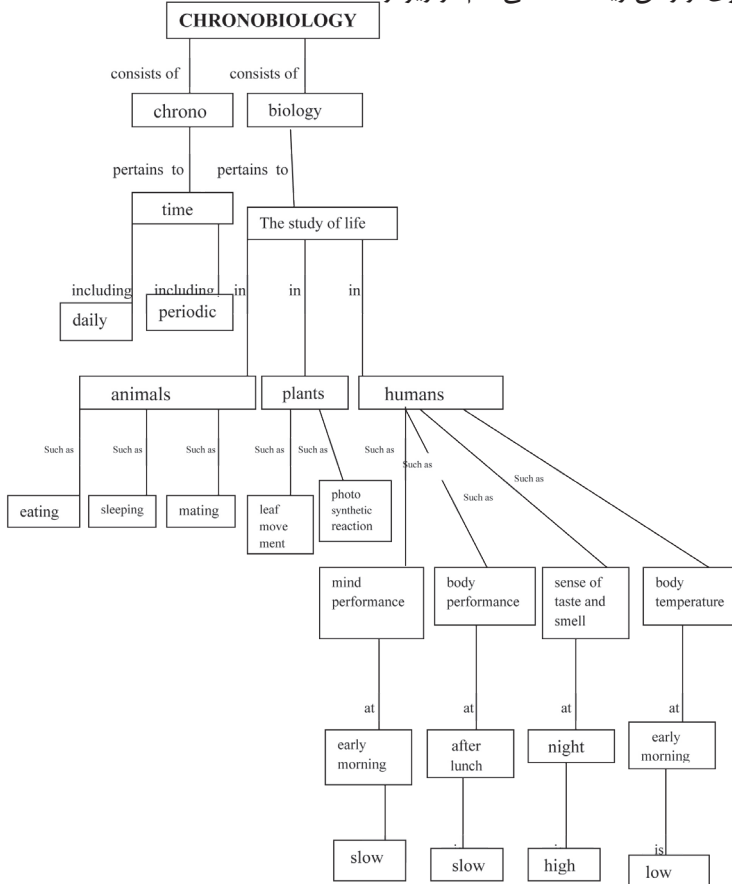 CHRONOBIOLOGY
consists of consists of
chrono biology
pertains to pertains to
time
The study of life
including including in in in
daily periodic
animals plants humans
Such as Such as Such as Such as Such as Such as Such as
Such as Such as
eating sleeping mating
leaf
move
ment
photo
synthetic
reaction
mind
performance
body
performance
sense of
taste and
smell
body
temperature
at at at at
early
morning
after
lunch
night
early
morning
is
slow slow high low